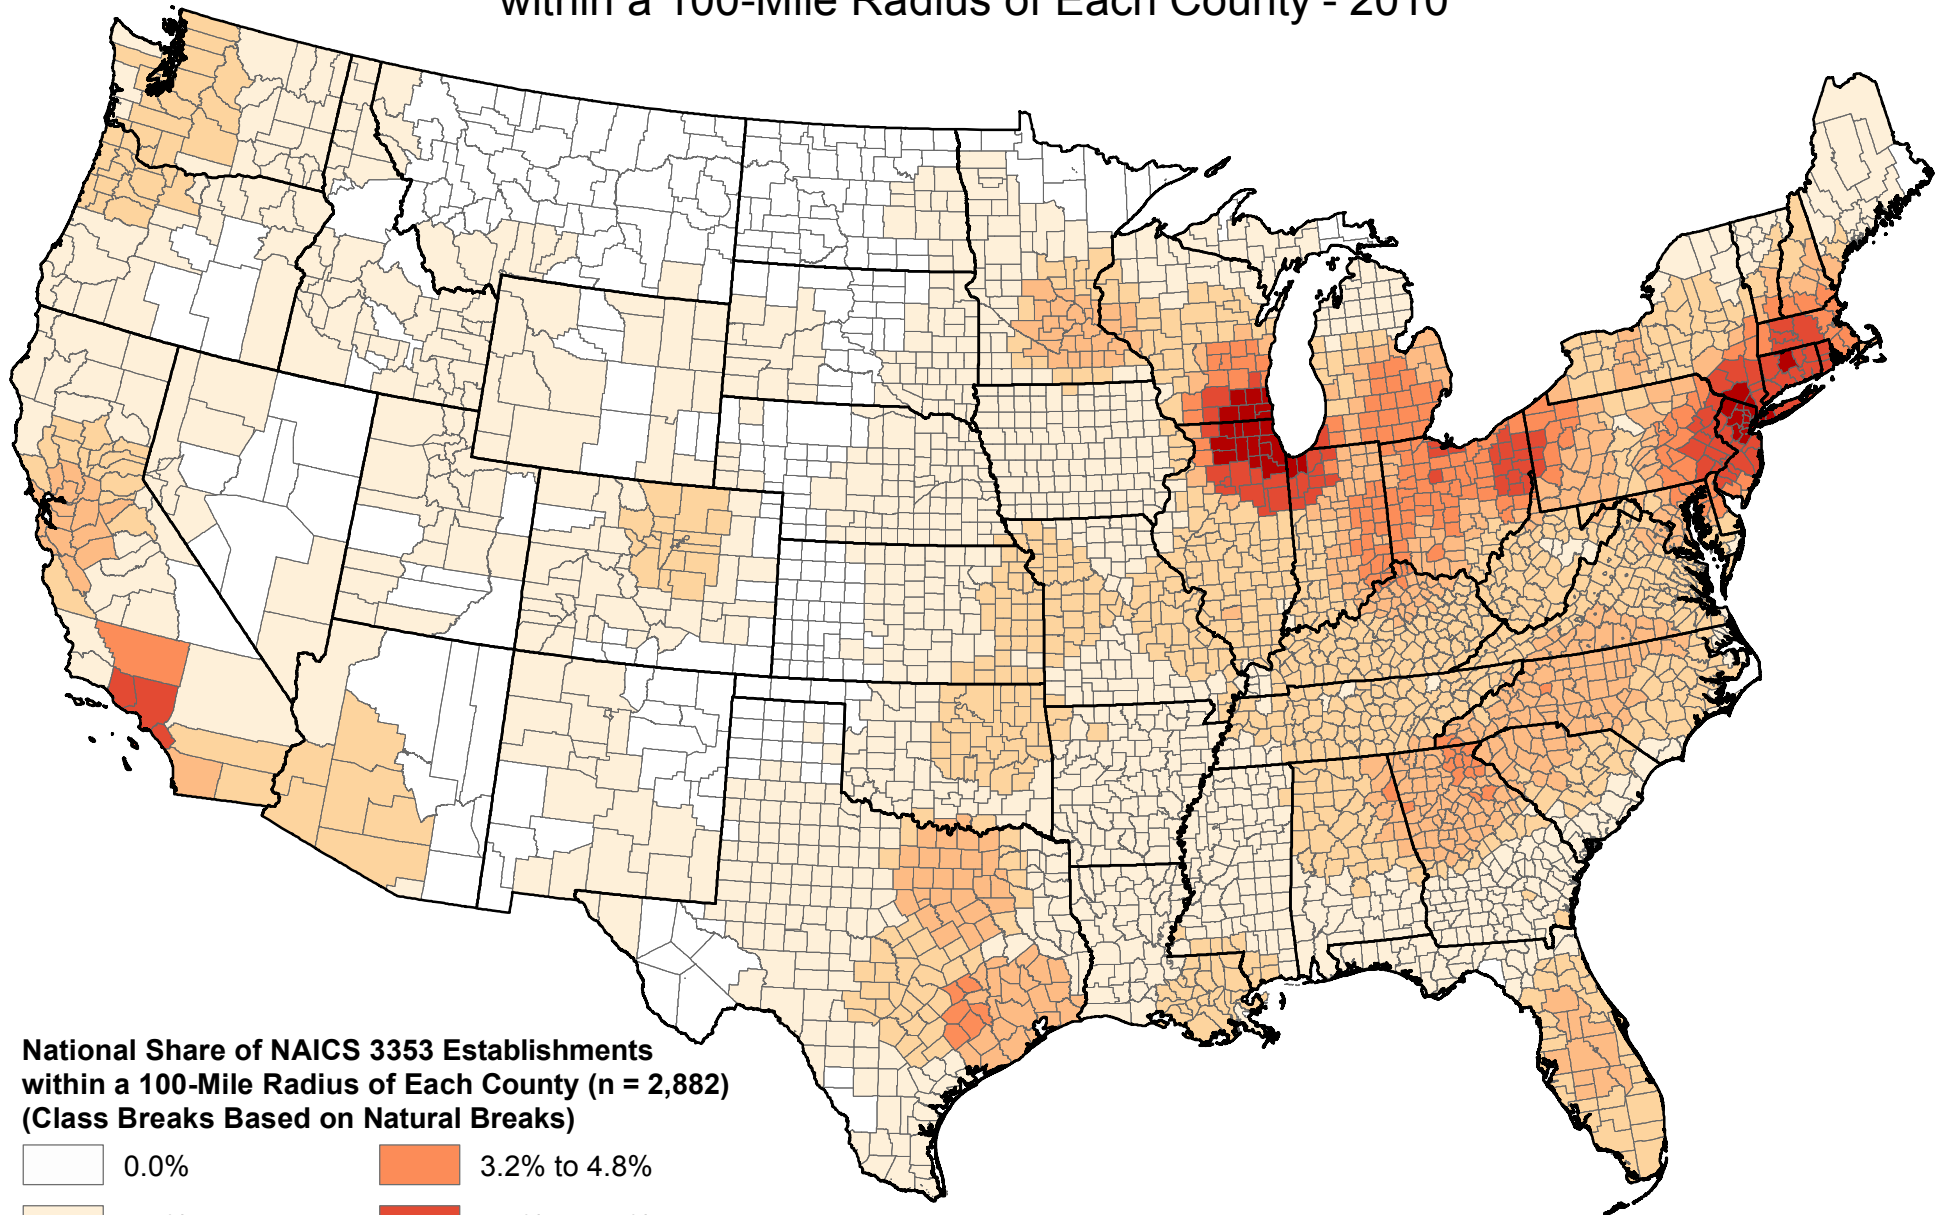 within a 100-Mile Radius of Each County - 2010
National Share of NAICS 3353 Establishments
within a 100-Mile Radius of Each County (n = 2,882)
(Class Breaks Based on Natural Breaks)
0.0%
3.2% to 4.8%